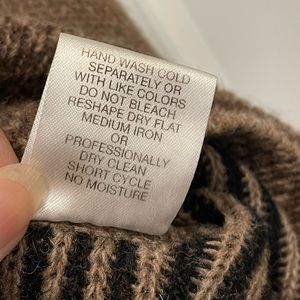 HAND WASH COLD
SEPARATELY OR
WITH LIKE COLORS
DO NOT BLEACH
RESHAPE DRY FLAT
MEDIUM IRON
OR
PROFESSIONALLY
DRY CLEAN
SHORT CYCLE
NO MOISTURE